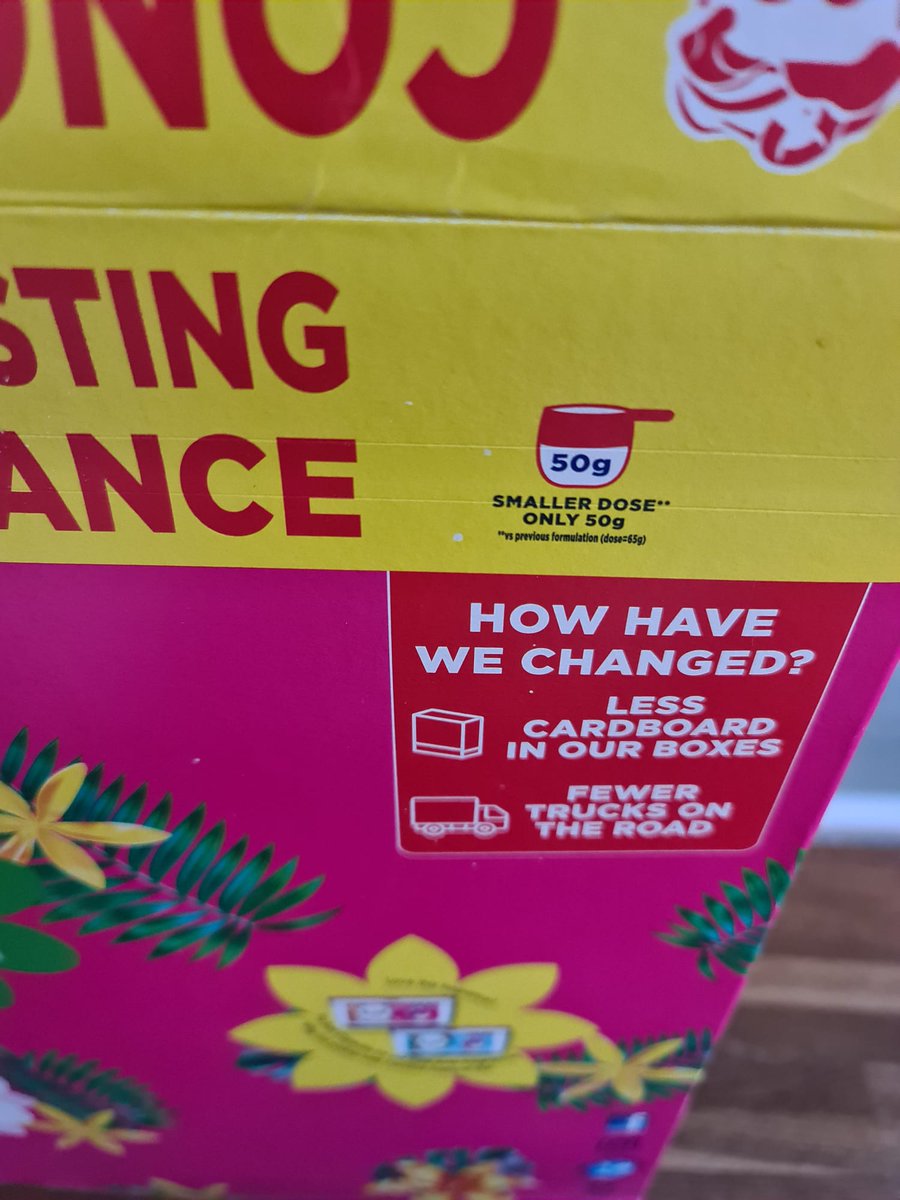 STING
ANCE
50g
SMALLER DOSE**
ONLY 50g
**vs previous formulation (dose=65g)
HOW HAVE
WE CHANGED?
LESS
CARDBOARD
IN OUR BOXES
FEWER
TRUCKS ON
THE ROAD